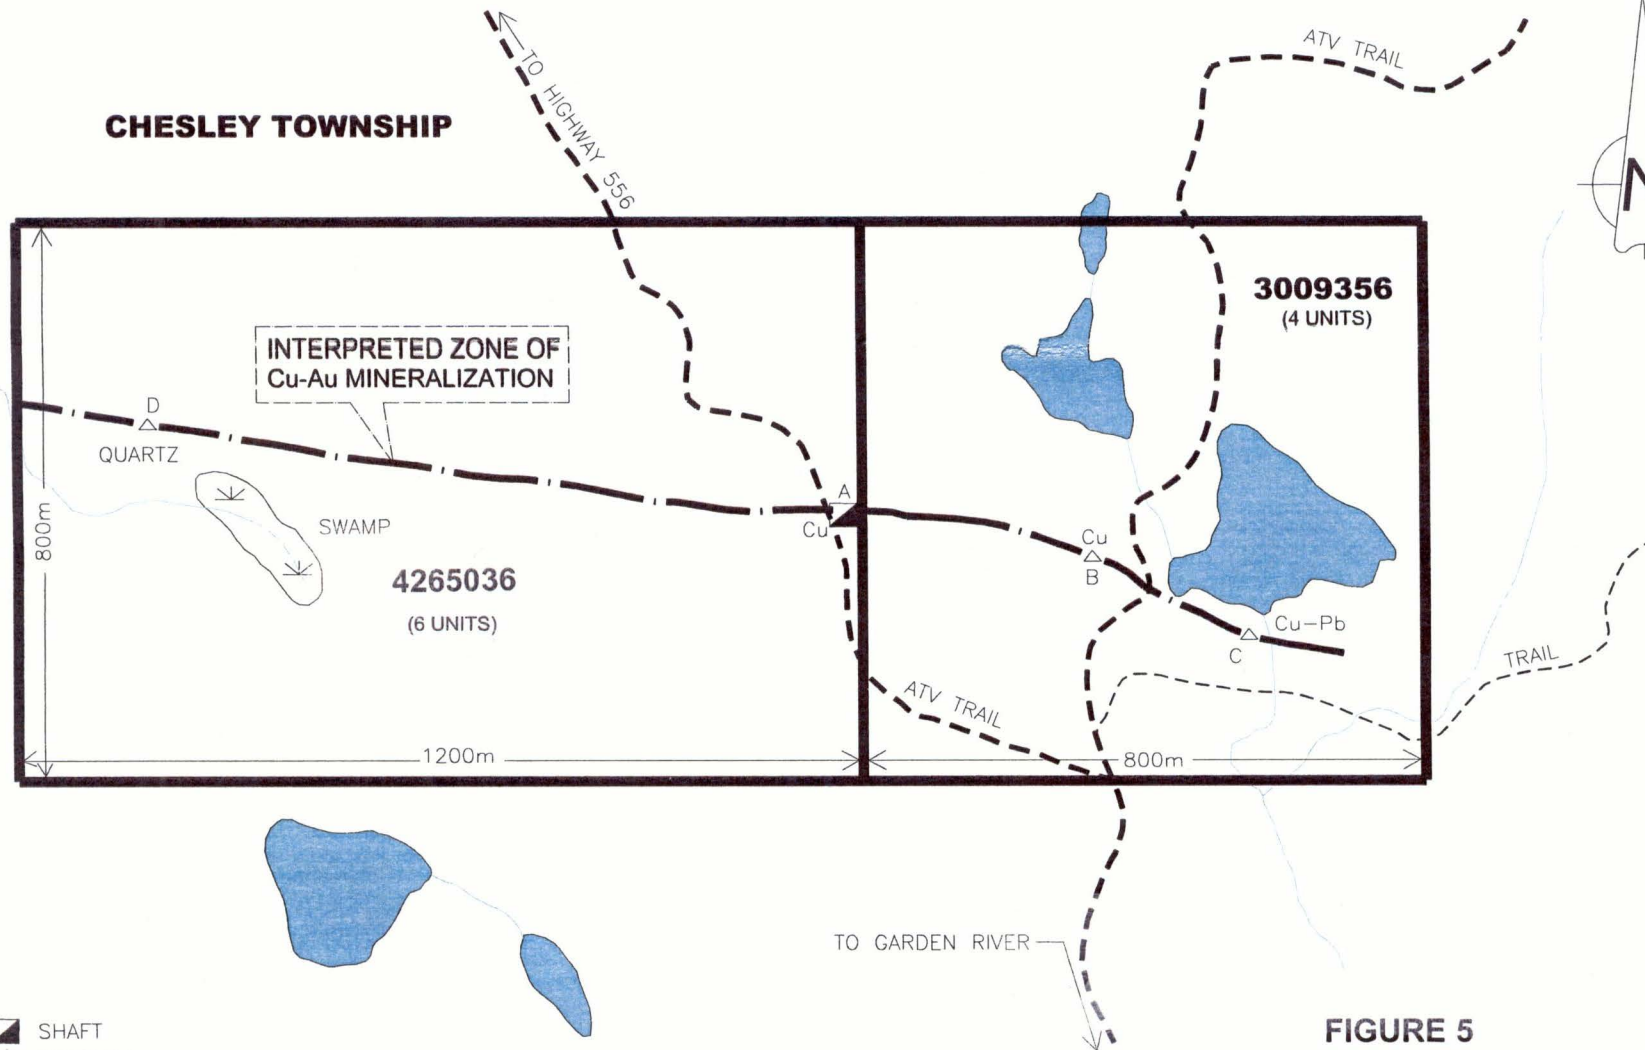 ATV TRAIL
TO HIGHWAY 556
CHESLEY TOWNSHIP
N
3009356
(4 UNITS)
INTERPRETED ZONE OF
Cu-Au MINERALIZATION
D
QUARTZ
A
Cu
SWAMP
800m
Cu
B
4265036
(6 UNITS)
Cu-Pb
C
TRAIL
ATV TRAIL
1200m
800m
TO GARDEN RIVER
SHAFT
FIGURE 5